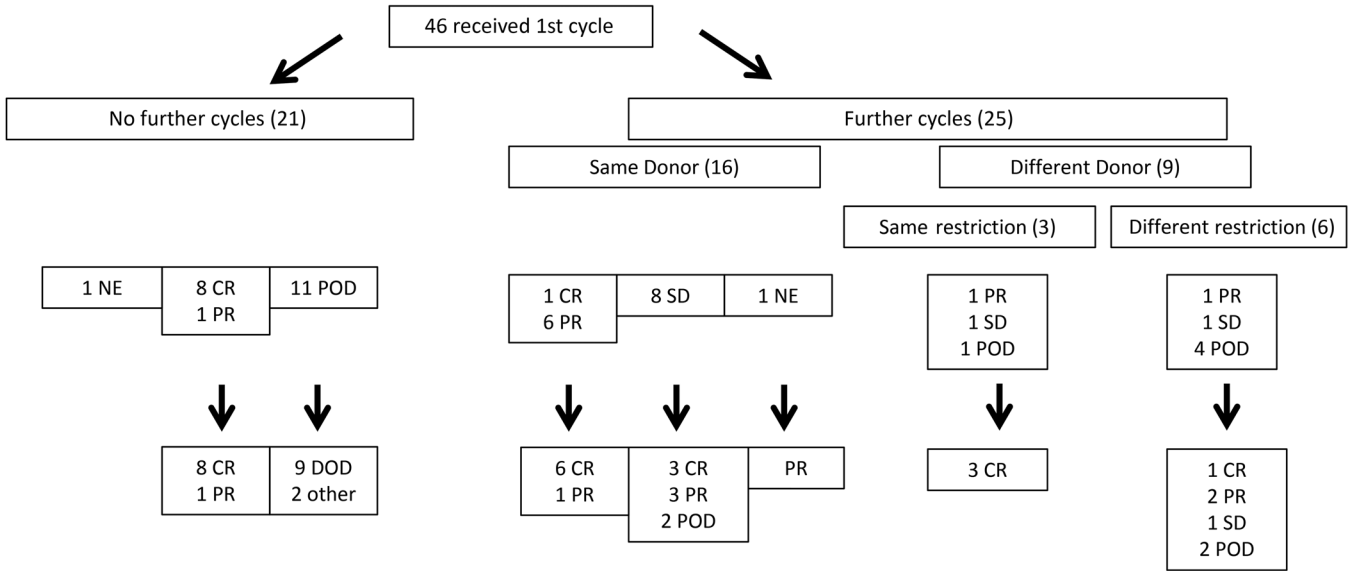 46 received 1st cycle
No further cycles (21)
Further cycles (25)
Same Donor (16)
Different Donor (9)
Same restriction (3)
Different restriction (6)
1 NE
8 CR
1 PR
11 POD
1 CR
6 PR
8 SD
1 NE
1 PR
1 SD
1 POD
1 PR
1 SD
4 POD
8 CR
1 PR
9 DOD
2 other
6 CR
1 PR
3 CR
3 PR
2 POD
PR
3 CR
1 CR
2 PR
1 SD
2 POD